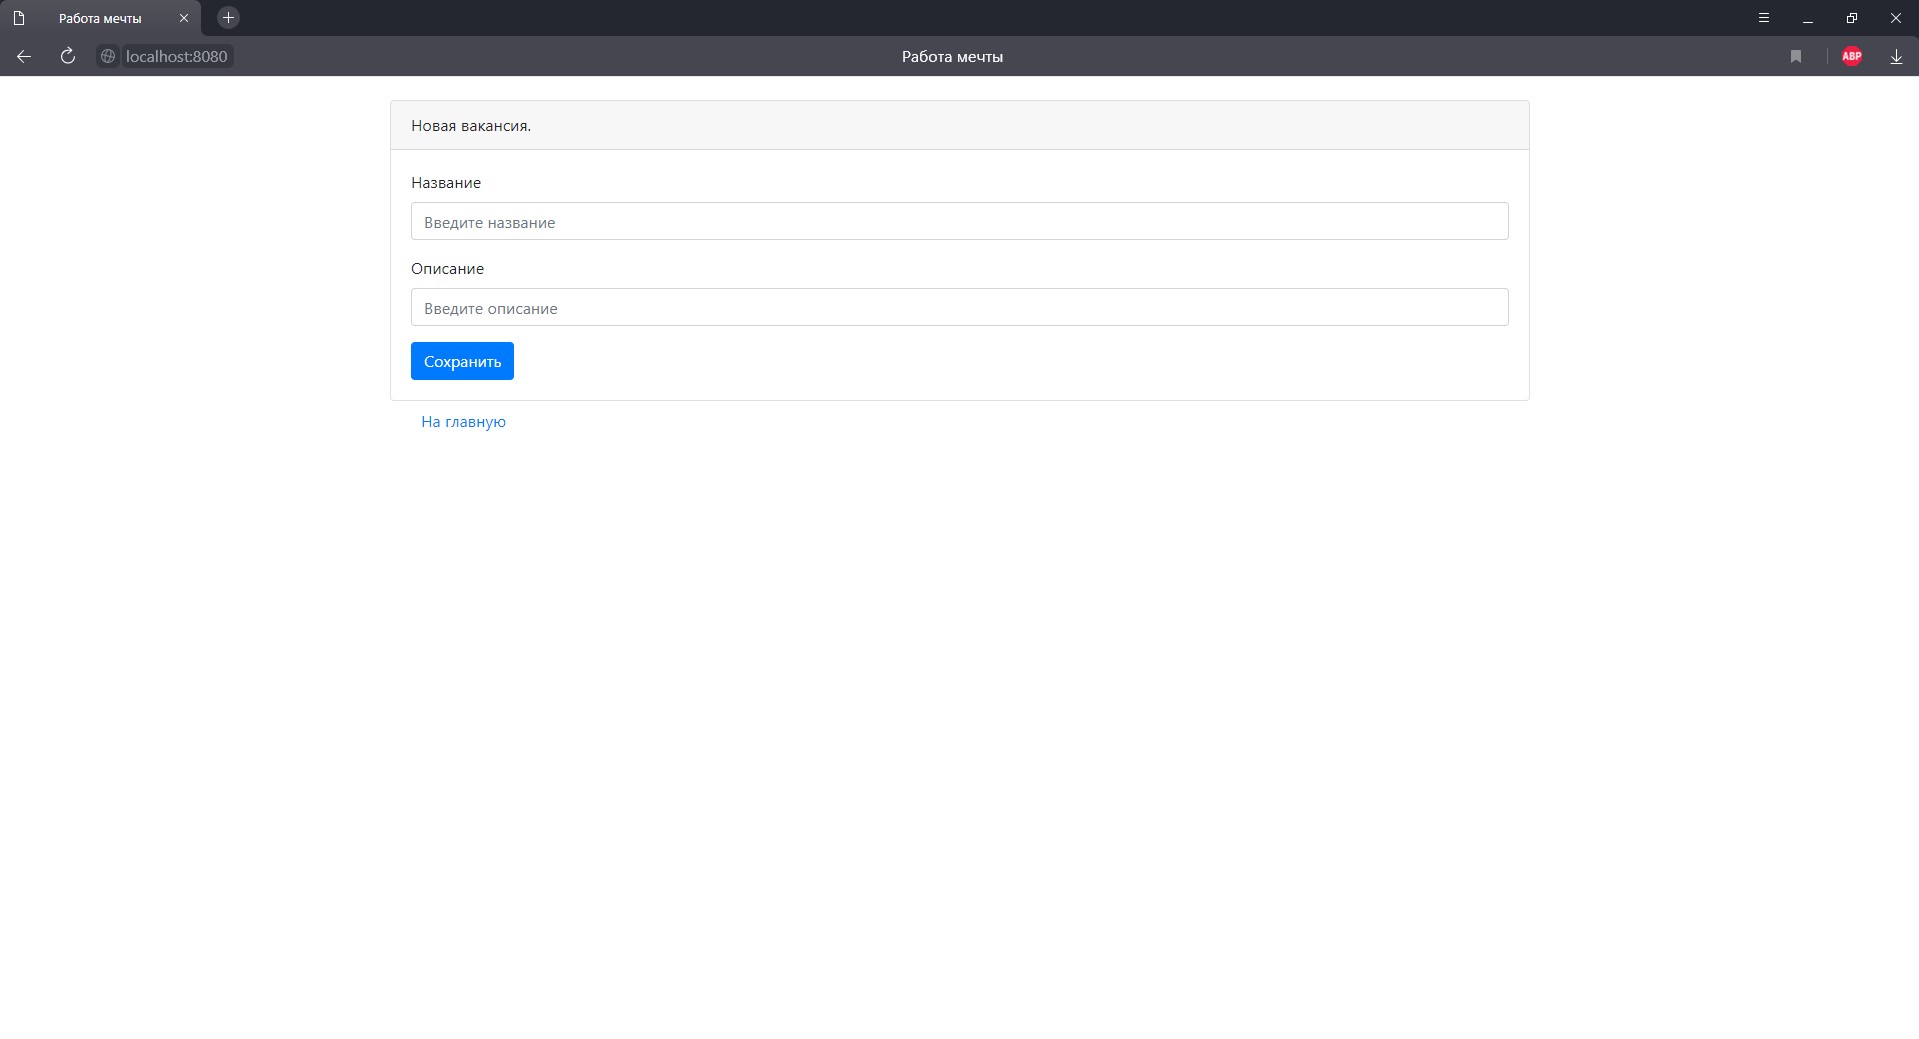 Работа мечты
localhost:8080
Работа мечты
ABP
Новая вакансия.
Название
Введите название
Описание
Введите описание
Сохранить
На главную